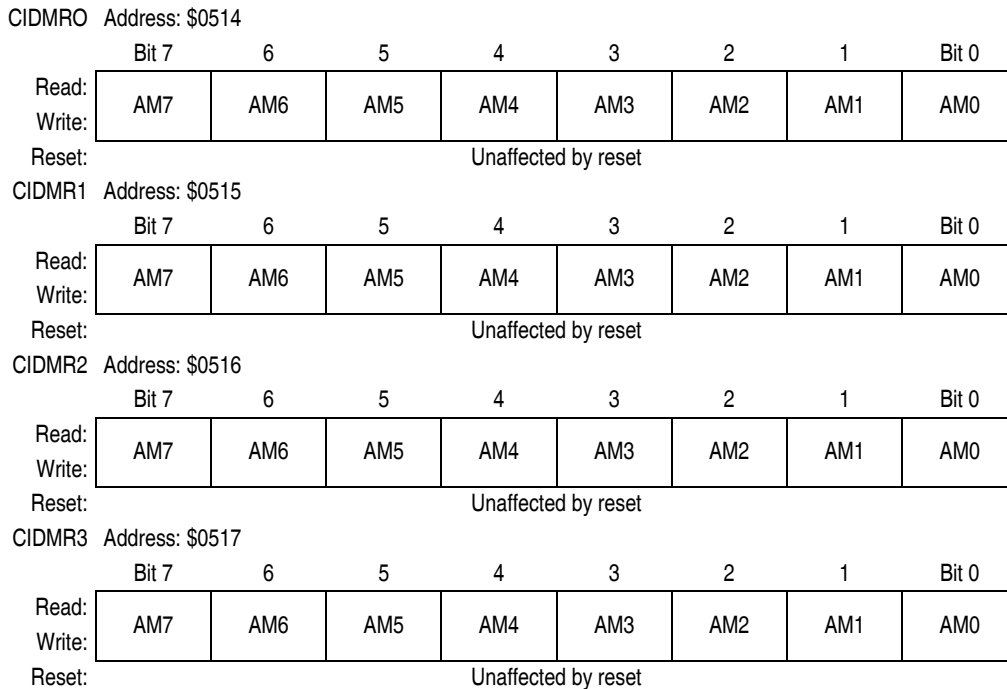 CIDMRO Address: $0514
Bit 7 6 5 4 3 2 1 Bit 0
Read:
AM7 AM6 AM5 AM4 AM3 AM2 AM1 AM0
Write:
Reset: Unaffected by reset
CIDMR1 Address: $0515
Bit 7 6 5 4 3 2 1 Bit 0
Read:
AM7 AM6 AM5 AM4 AM3 AM2 AM1 AM0
Write:
Reset: Unaffected by reset
CIDMR2 Address: $0516
Bit 7 6 5 4 3 2 1 Bit 0
Read:
AM7 AM6 AM5 AM4 AM3 AM2 AM1 AM0
Write:
Reset: Unaffected by reset
CIDMR3 Address: $0517
Bit 7 6 5 4 3 2 1 Bit 0
Read:
AM7 AM6 AM5 AM4 AM3 AM2 AM1 AM0
Write:
Reset: Unaffected by reset